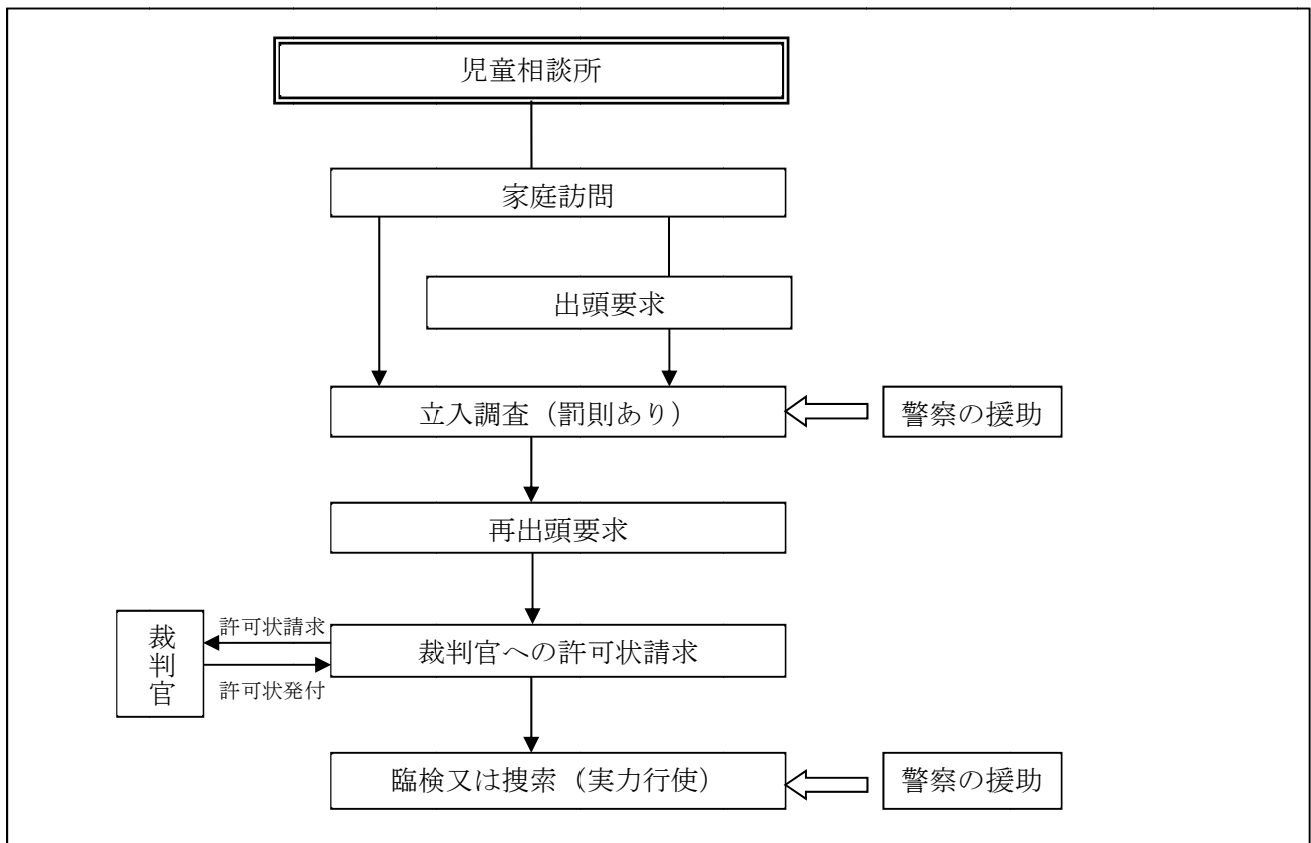 児童相談所
家庭訪問
出頭要求
立入調査（罰則あり）
警察の援助
再出頭要求
裁判官
許可状請求
許可状発付
裁判官への許可状請求
臨検又は捜索（実力行使）
警察の援助